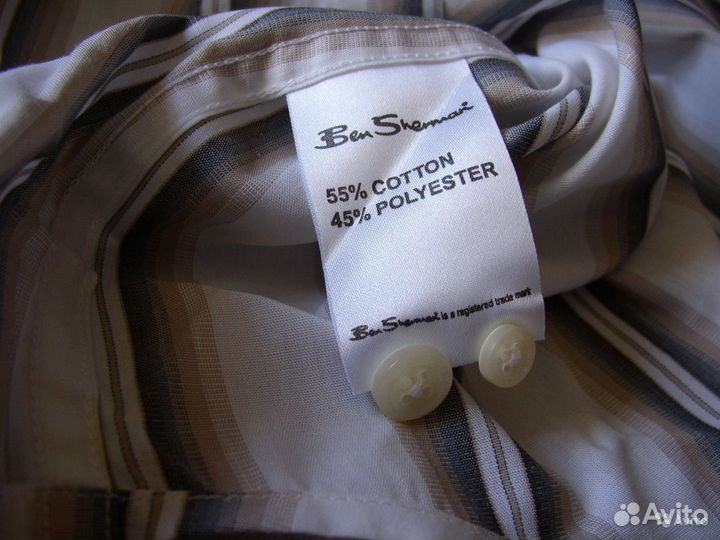 Ben Sherman
55% COTTON
45% POLYESTER
Ben Sherman is a registered trade mark
Avito